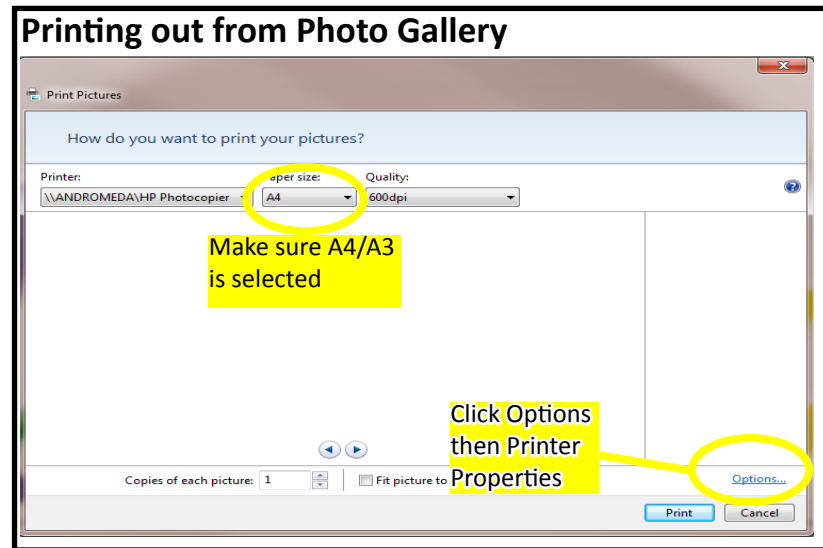 Printing out from Photo Gallery
Print Pictures
How do you want to print your pictures?
Printer: aper size: Quality:
\\ANDROMEDA\HP Photocopier A4 600dpi
Make sure A4/A3
is selected
Click Options
then Printer
Properties
Copies of each picture: 1 Fit picture to Options...
Print Cancel